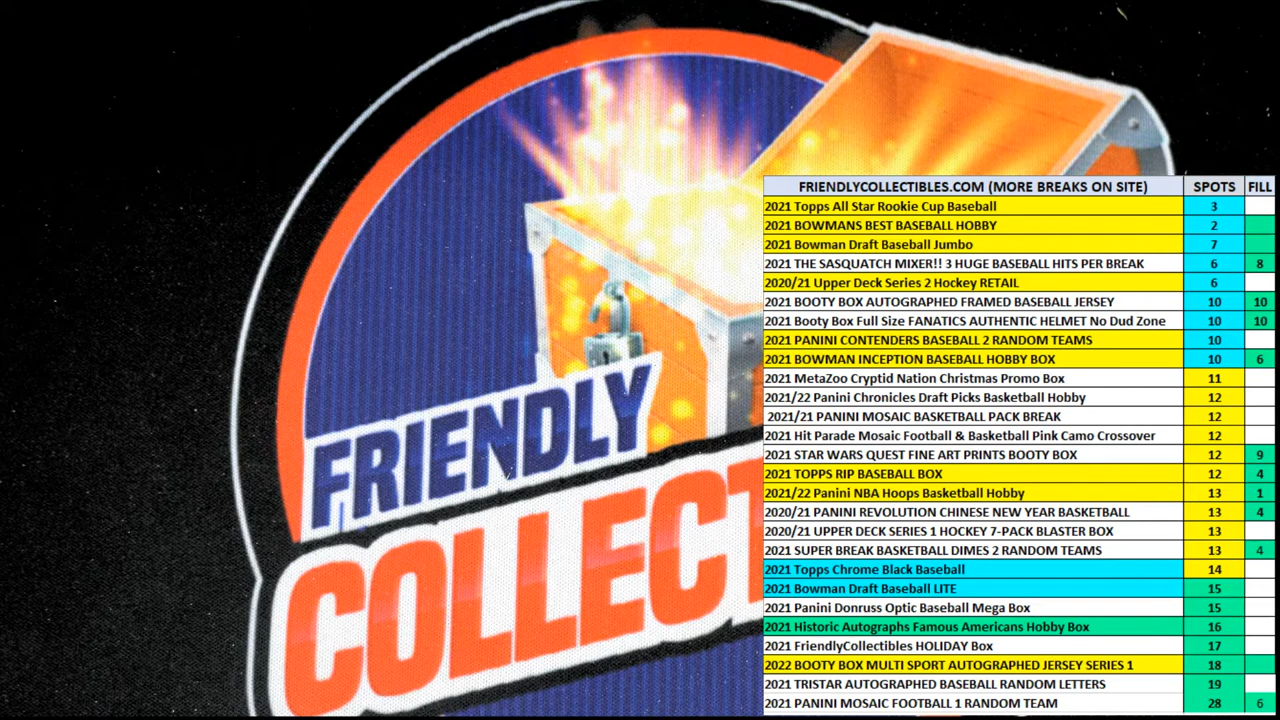 FRIENDLY
COLLECT
FRIENDLYCOLLECTIBLES.COM (MORE BREAKS ON SITE) SPOTS FILL
2021 Topps All Star Rookie Cup Baseball 3
2021 BOWMANS BEST BASEBALL HOBBY 2
2021 Bowman Draft Baseball Jumbo 7
2021 THE SASQUATCH MIXER!! 3 HUGE BASEBALL HITS PER BREAK 6 8
2020/21 Upper Deck Series 2 Hockey RETAIL 6
2021 BOOTY BOX AUTOGRAPHED FRAMED BASEBALL JERSEY 10 10
2021 Booty Box Full Size FANATICS AUTHENTIC HELMET No Dud Zone 10 10
2021 PANINI CONTENDERS BASEBALL 2 RANDOM TEAMS 10
2021 BOWMAN INCEPTION BASEBALL HOBBY BOX 10 6
2021 MetaZoo Cryptid Nation Christmas Promo Box 11
2021/22 Panini Chronicles Draft Picks Basketball Hobby 12
2021/21 PANINI MOSAIC BASKETBALL PACK BREAK 12
2021 Hit Parade Mosaic Football & Basketball Pink Camo Crossover 12
2021 STAR WARS QUEST FINE ART PRINTS BOOTY BOX 12 9
2021 TOPPS RIP BASEBALL BOX 12 4
2021/22 Panini NBA Hoops Basketball Hobby 13 1
2020/21 PANINI REVOLUTION CHINESE NEW YEAR BASKETBALL 13 4
2020/21 UPPER DECK SERIES 1 HOCKEY 7-PACK BLASTER BOX 13
2021 SUPER BREAK BASKETBALL DIMES 2 RANDOM TEAMS 13 4
2021 Topps Chrome Black Baseball 14
2021 Bowman Draft Baseball LITE 15
2021 Panini Donruss Optic Baseball Mega Box 15
2021 Historic Autographs Famous Americans Hobby Box 16
2021 FriendlyCollectibles HOLIDAY Box 17
2022 BOOTY BOX MULTI SPORT AUTOGRAPHED JERSEY SERIES 1 18
2021 TRISTAR AUTOGRAPHED BASEBALL RANDOM LETTERS 19
2021 PANINI MOSAIC FOOTBALL 1 RANDOM TEAM 28 6